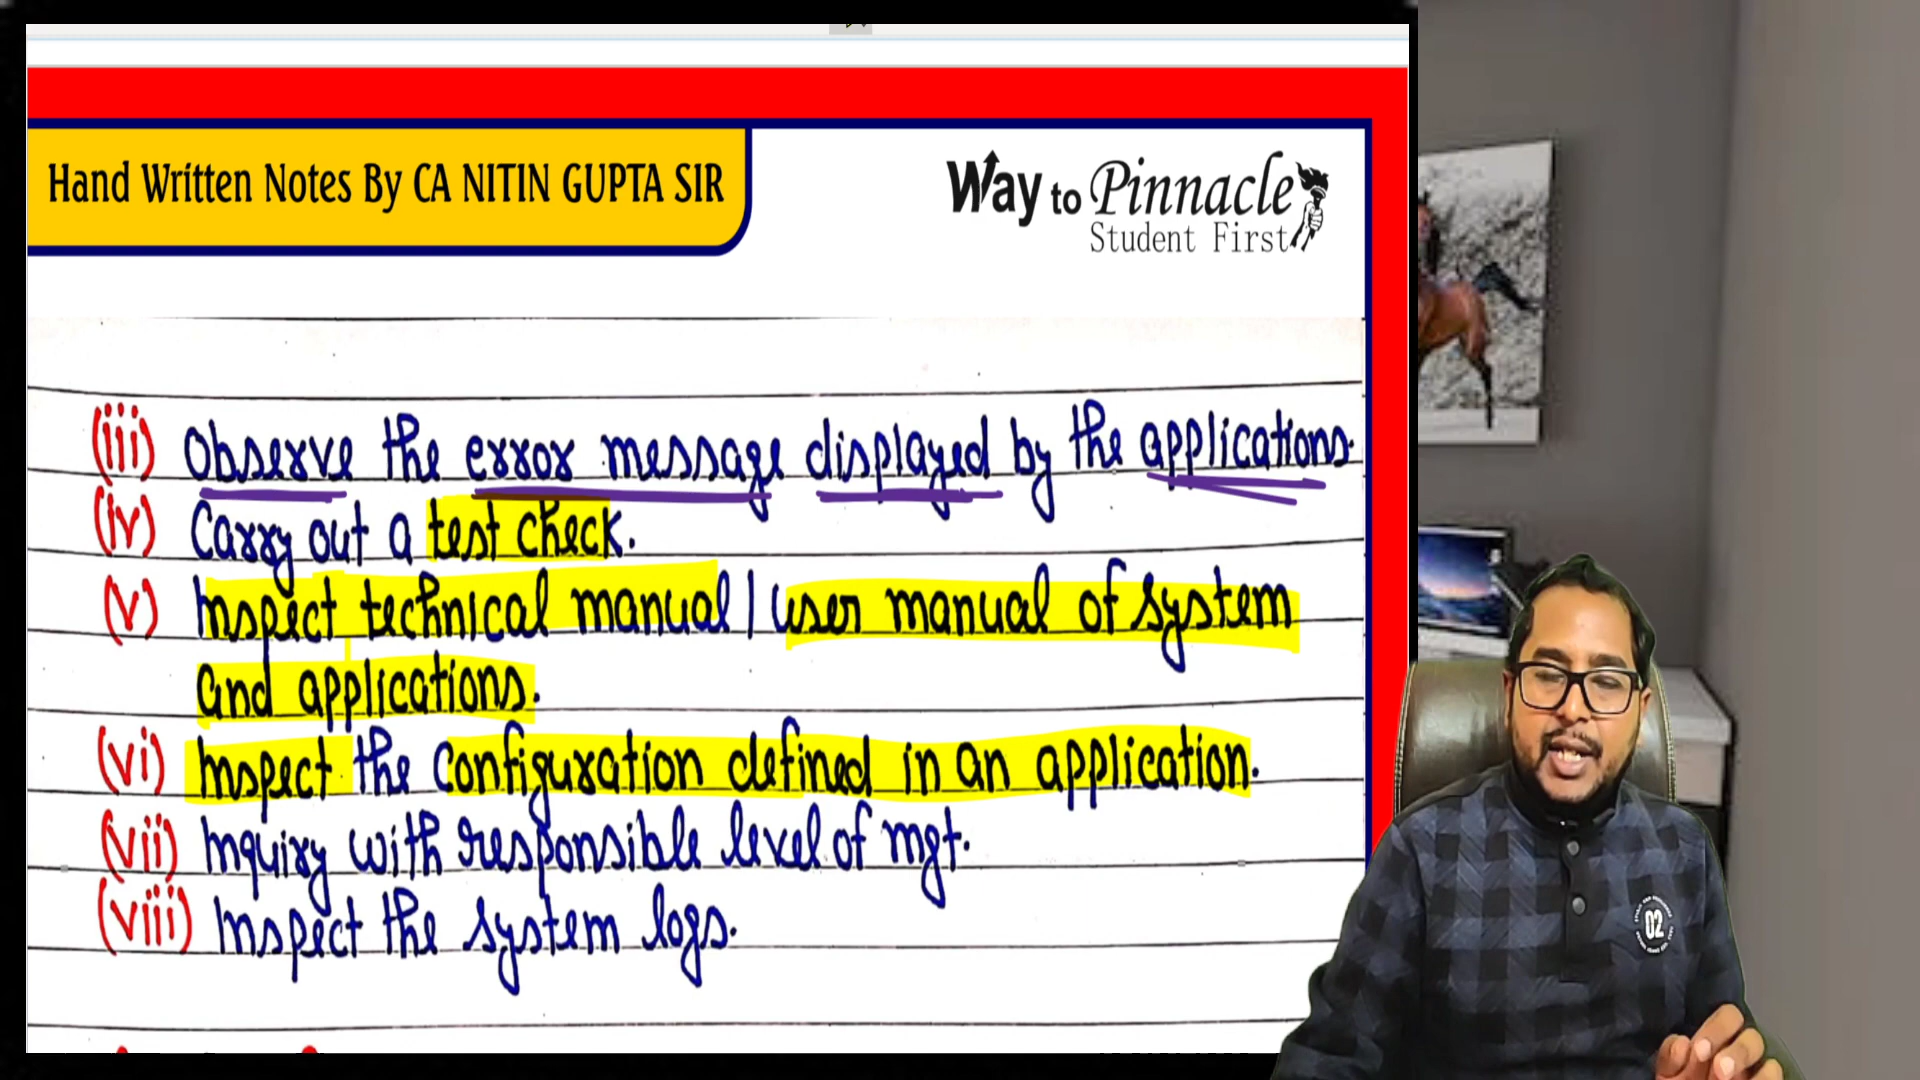 Hand Written Notes By CA NITIN GUPTA SIR
Way to Pinnacle
Student First
(iii) Observe the error message displayed by the applications.
(iv) Carry out a test check.
(v) Inspect technical manual / user manual of system
and applications.
(vi) Inspect the configuration defined in an application.
(vii) Inquiry with responsible level of mgt.
(viii) Inspect the system logs.
02